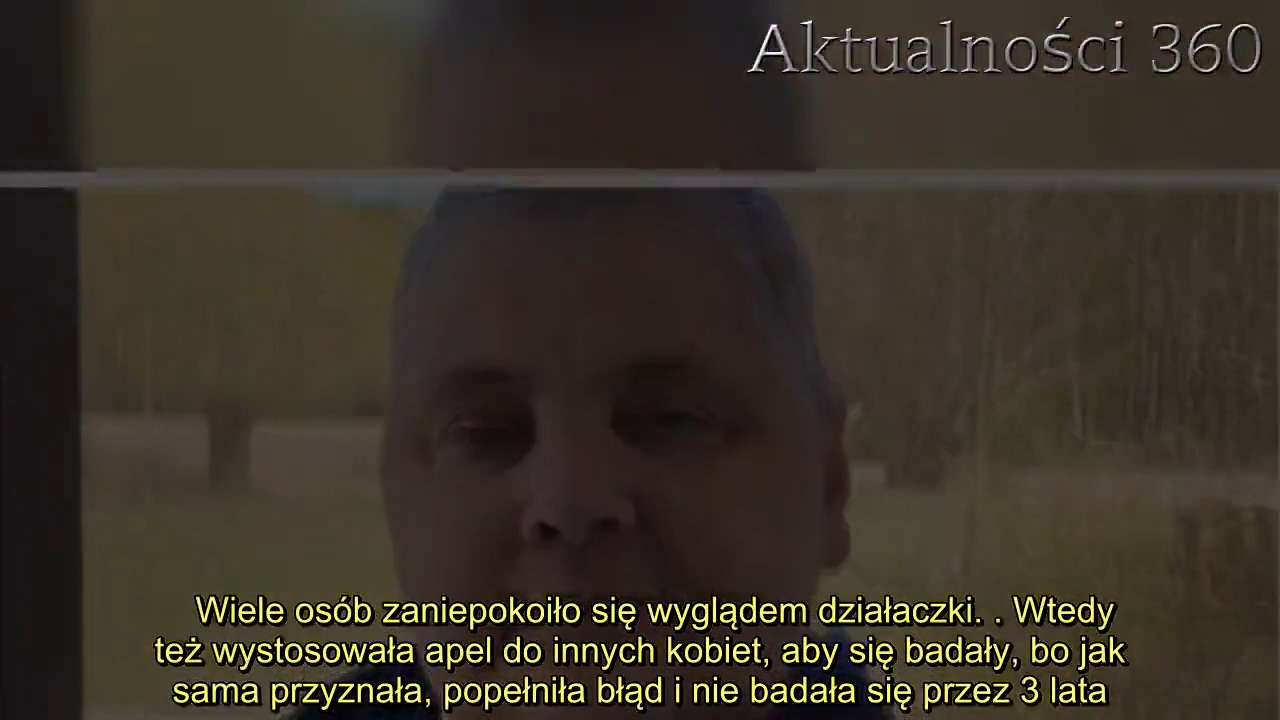 Aktualności 360
Wiele osób zaniepokoiło się wyglądem działaczki. . Wtedy
też wystosowała apel do innych kobiet, aby się badały, bo jak
sama przyznała, popełniła błąd i nie badała się przez 3 lata